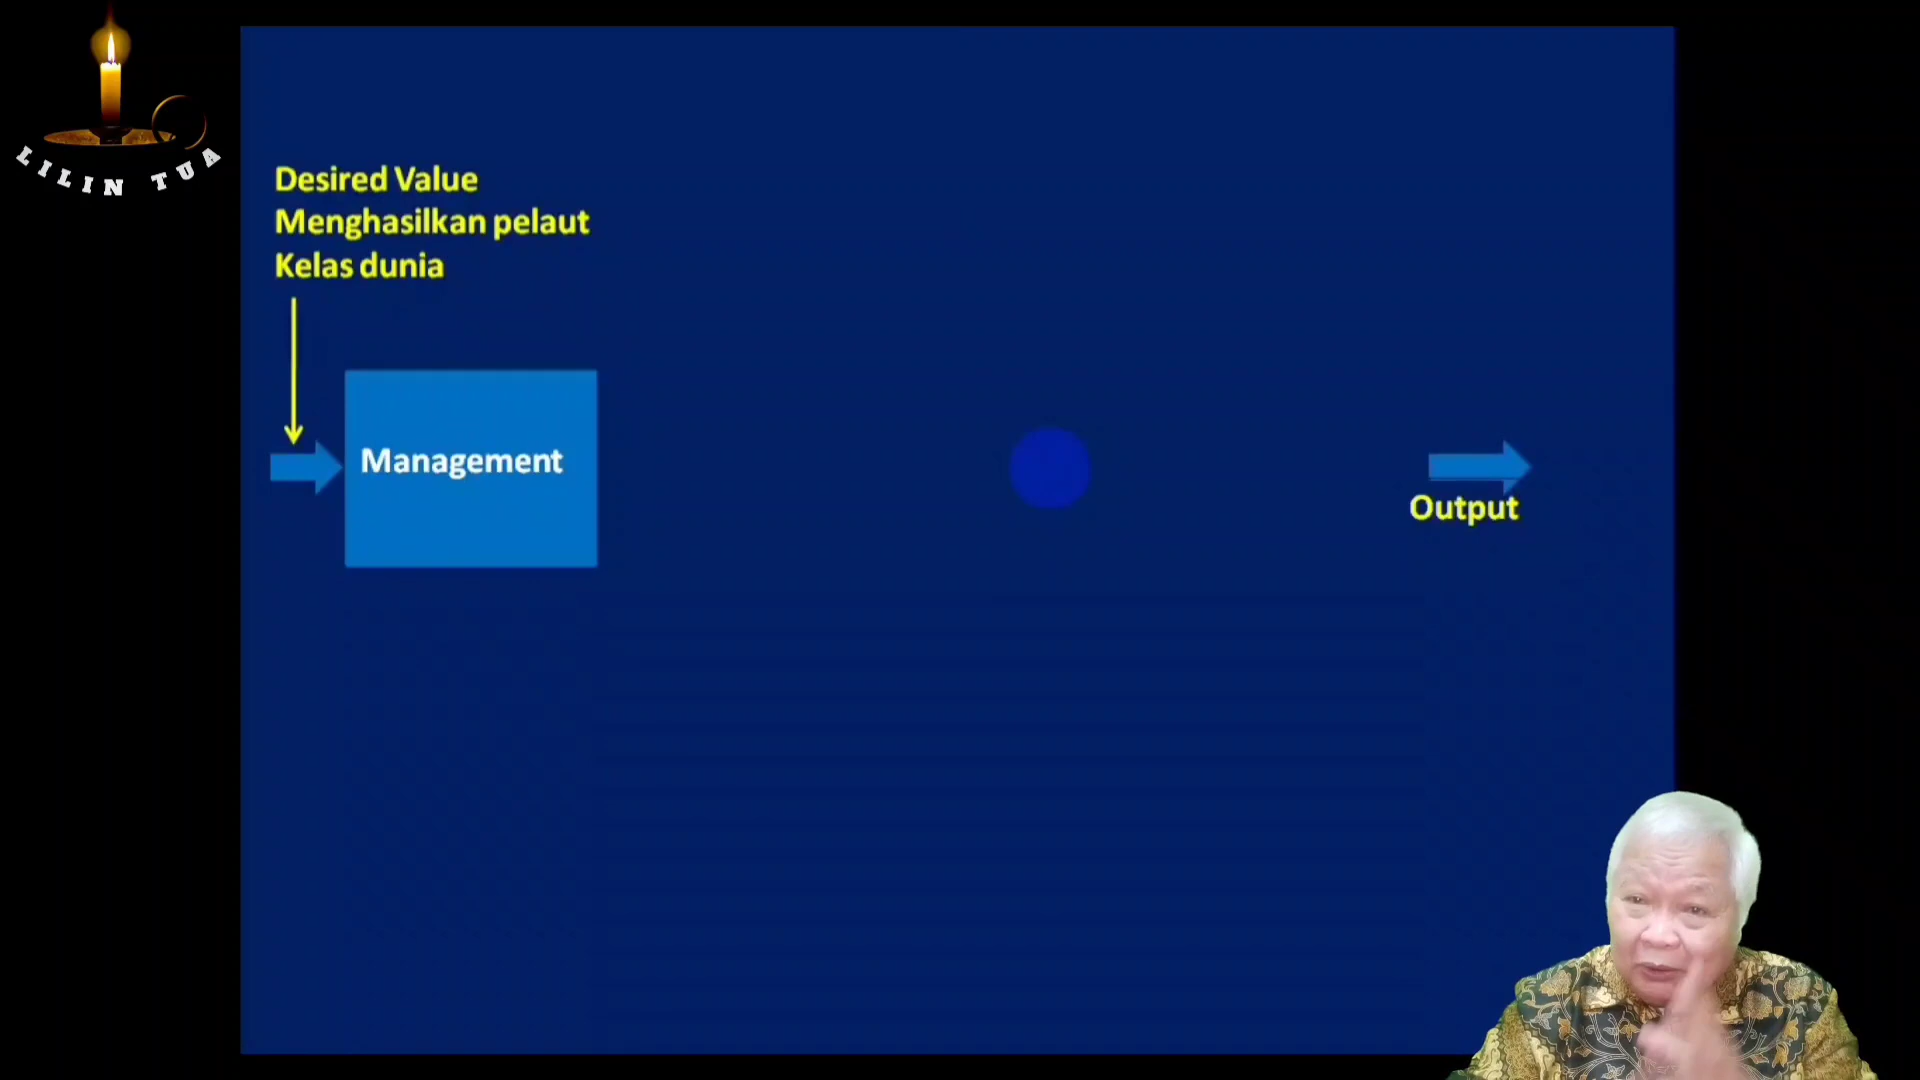 LILIN TUA
Desired Value
Menghasilkan pelaut
Kelas dunia
Management
Output